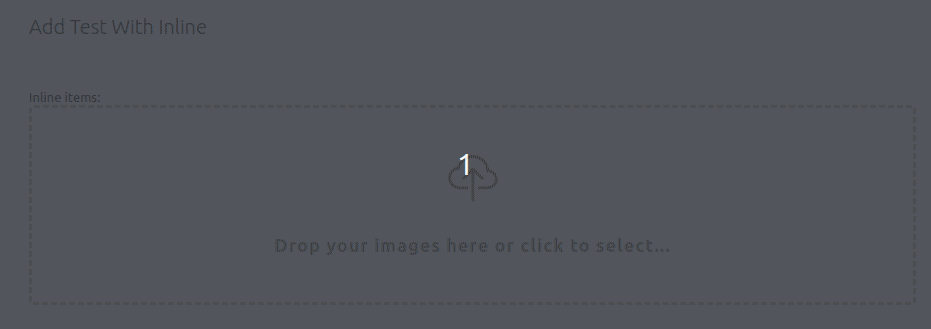 Add Test With Inline
Inline items:
1
Drop your images here or click to select...